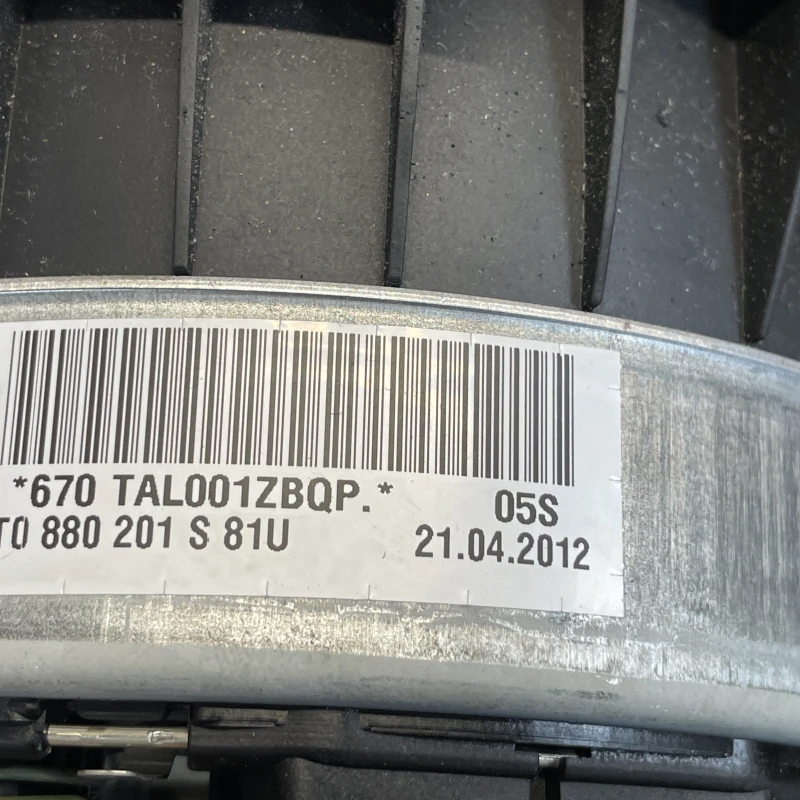 *670 TAL001ZBQP.* 05S
T0 880 201 S 81U 21.04.2012